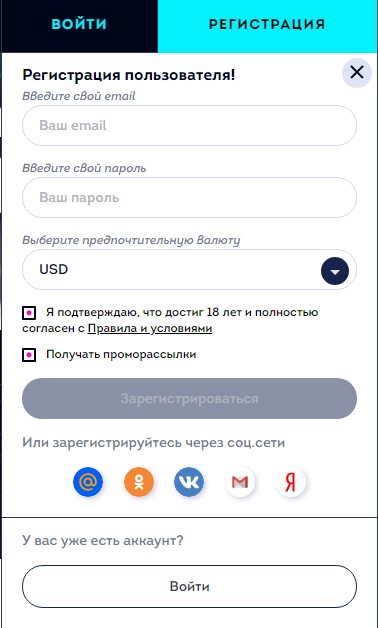 ВОЙТИ
РЕГИСТРАЦИЯ
Регистрация пользователя!
Введите свой email
Ваш email
Введите свой пароль
Ваш пароль
Выберите предпочтительную валюту
USD
Я подтверждаю, что достиг 18 лет и полностью
согласен с Правила и условиями
Получать проморассылки
Зарегистрироваться
Или зарегистрируйтесь через соц.сети
У вас уже есть аккаунт?
Войти